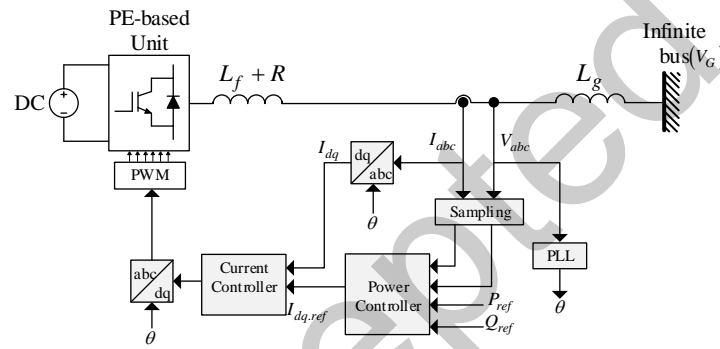 PE-based
Unit
Infinite
bus(V_G)
DC
L_f + R
L_g
I_abc
V_abc
I_dq
dq
abc
PWM
θ
Sampling
PLL
abc
dq
Current
Controller
Power
Controller
P_ref
θ
I_dq.ref
Q_ref
θ